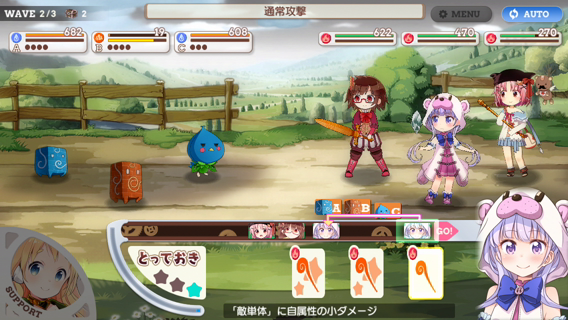 WAVE 2/3 2
通常攻撃
MENU
AUTO
682
19
608
A
B
C
622
470
270
A B C
GO!
とっておき
SUPPORT
「敵単体」に自属性の小ダメージ